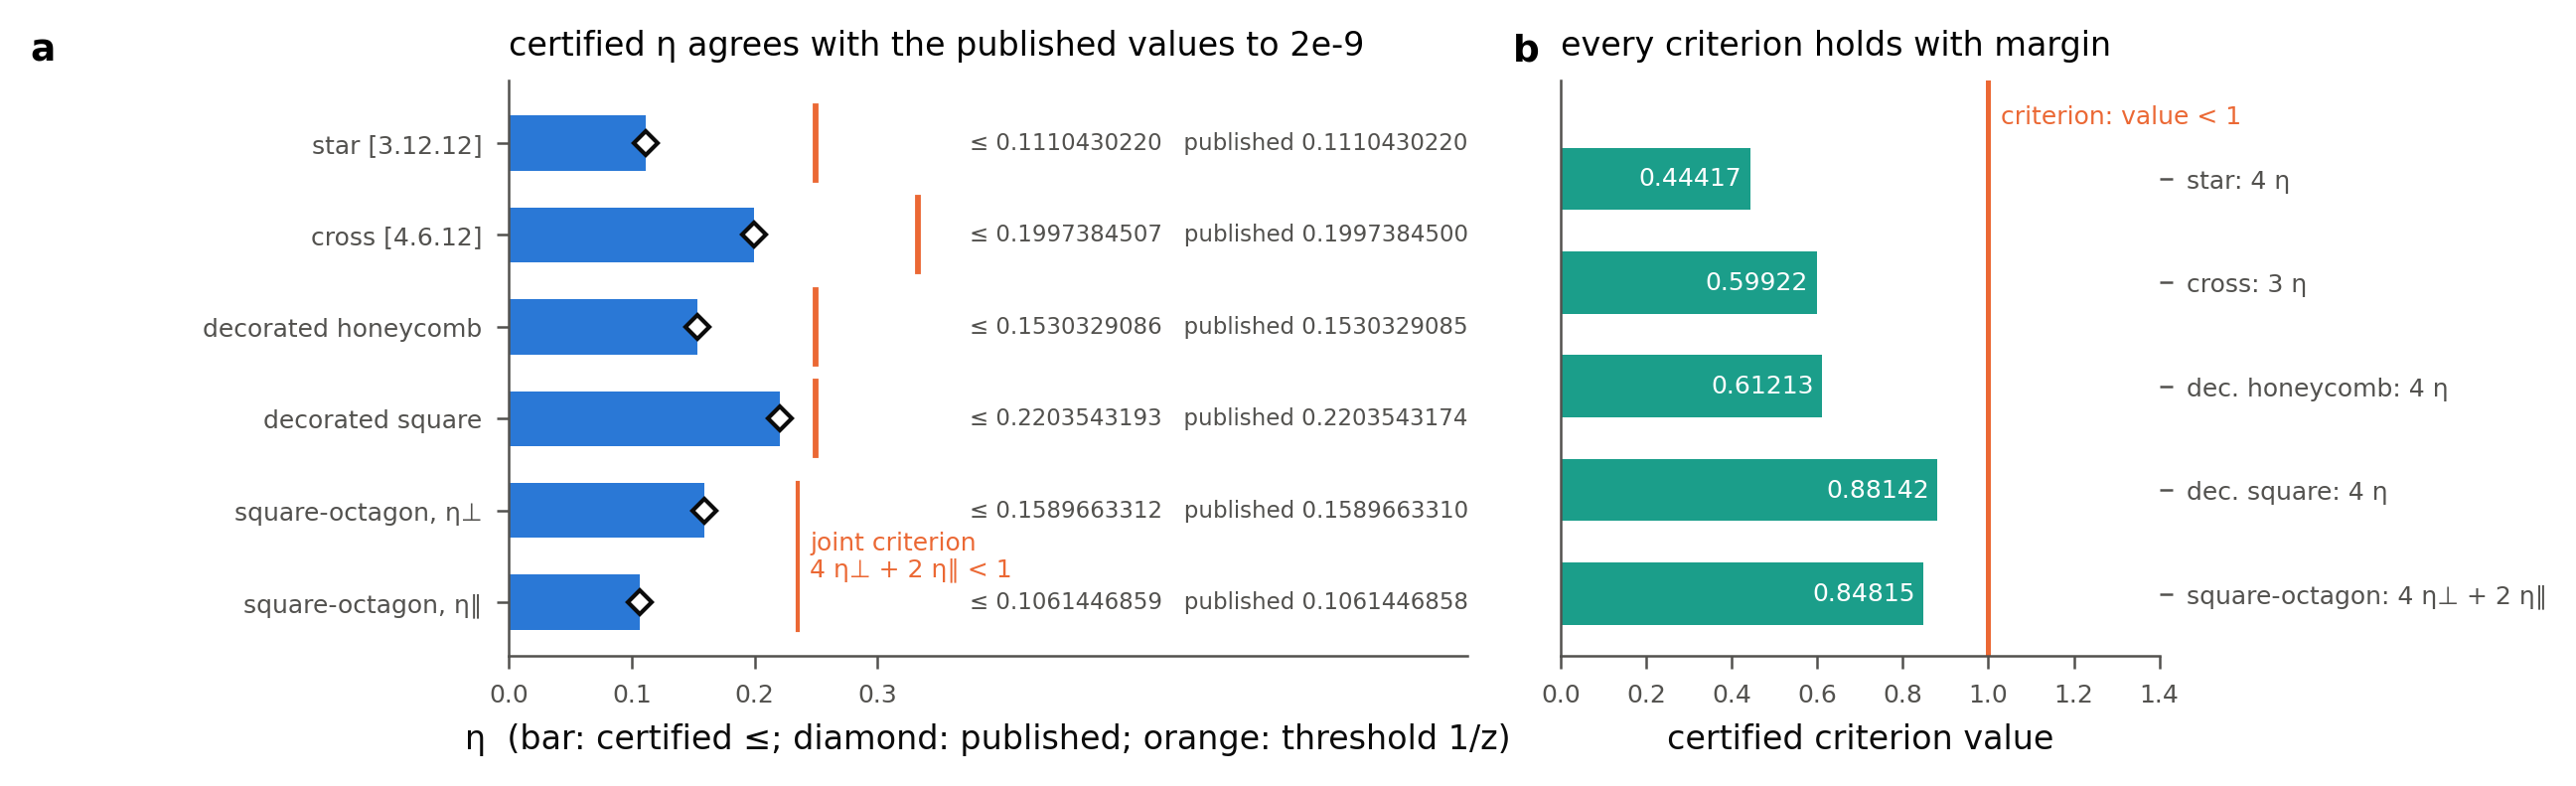 a
certified η agrees with the published values to 2e-9
star [3.12.12]
≤ 0.1110430220 published 0.1110430220
cross [4.6.12]
≤ 0.1997384507 published 0.1997384500
decorated honeycomb
≤ 0.1530329086 published 0.1530329085
decorated square
≤ 0.2203543193 published 0.2203543174
square-octagon, η⊥
≤ 0.1589663312 published 0.1589663310
joint criterion
4 η⊥ + 2 η∥ < 1
square-octagon, η∥
≤ 0.1061446859 published 0.1061446858
0.0 0.1 0.2 0.3
η (bar: certified ≤; diamond: published; orange: threshold 1/z)
b
every criterion holds with margin
criterion: value < 1
0.44417
star: 4 η
0.59922
cross: 3 η
0.61213
dec. honeycomb: 4 η
0.88142
dec. square: 4 η
0.84815
square-octagon: 4 η⊥ + 2 η∥
0.0 0.2 0.4 0.6 0.8 1.0 1.2 1.4
certified criterion value